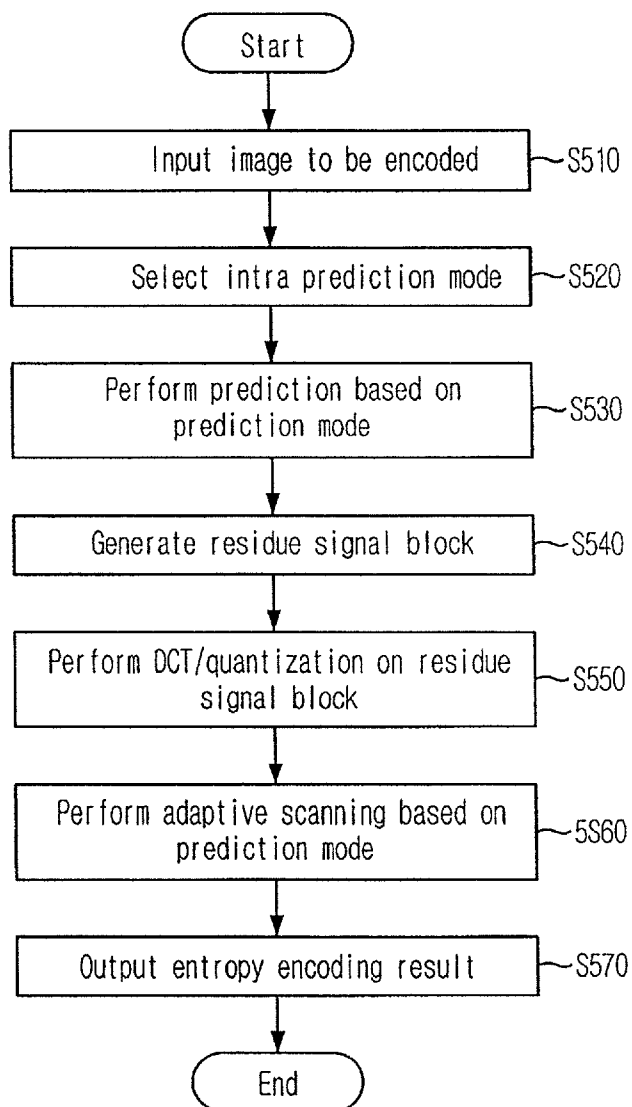 Start
Input image to be encoded
S510
Select intra prediction mode
S520
Perform prediction based on
prediction mode
S530
Generate residue signal block
S540
Perform DCT/quantization on residue
signal block
S550
Perform adaptive scanning based on
prediction mode
5S60
Output entropy encoding result
S570
End